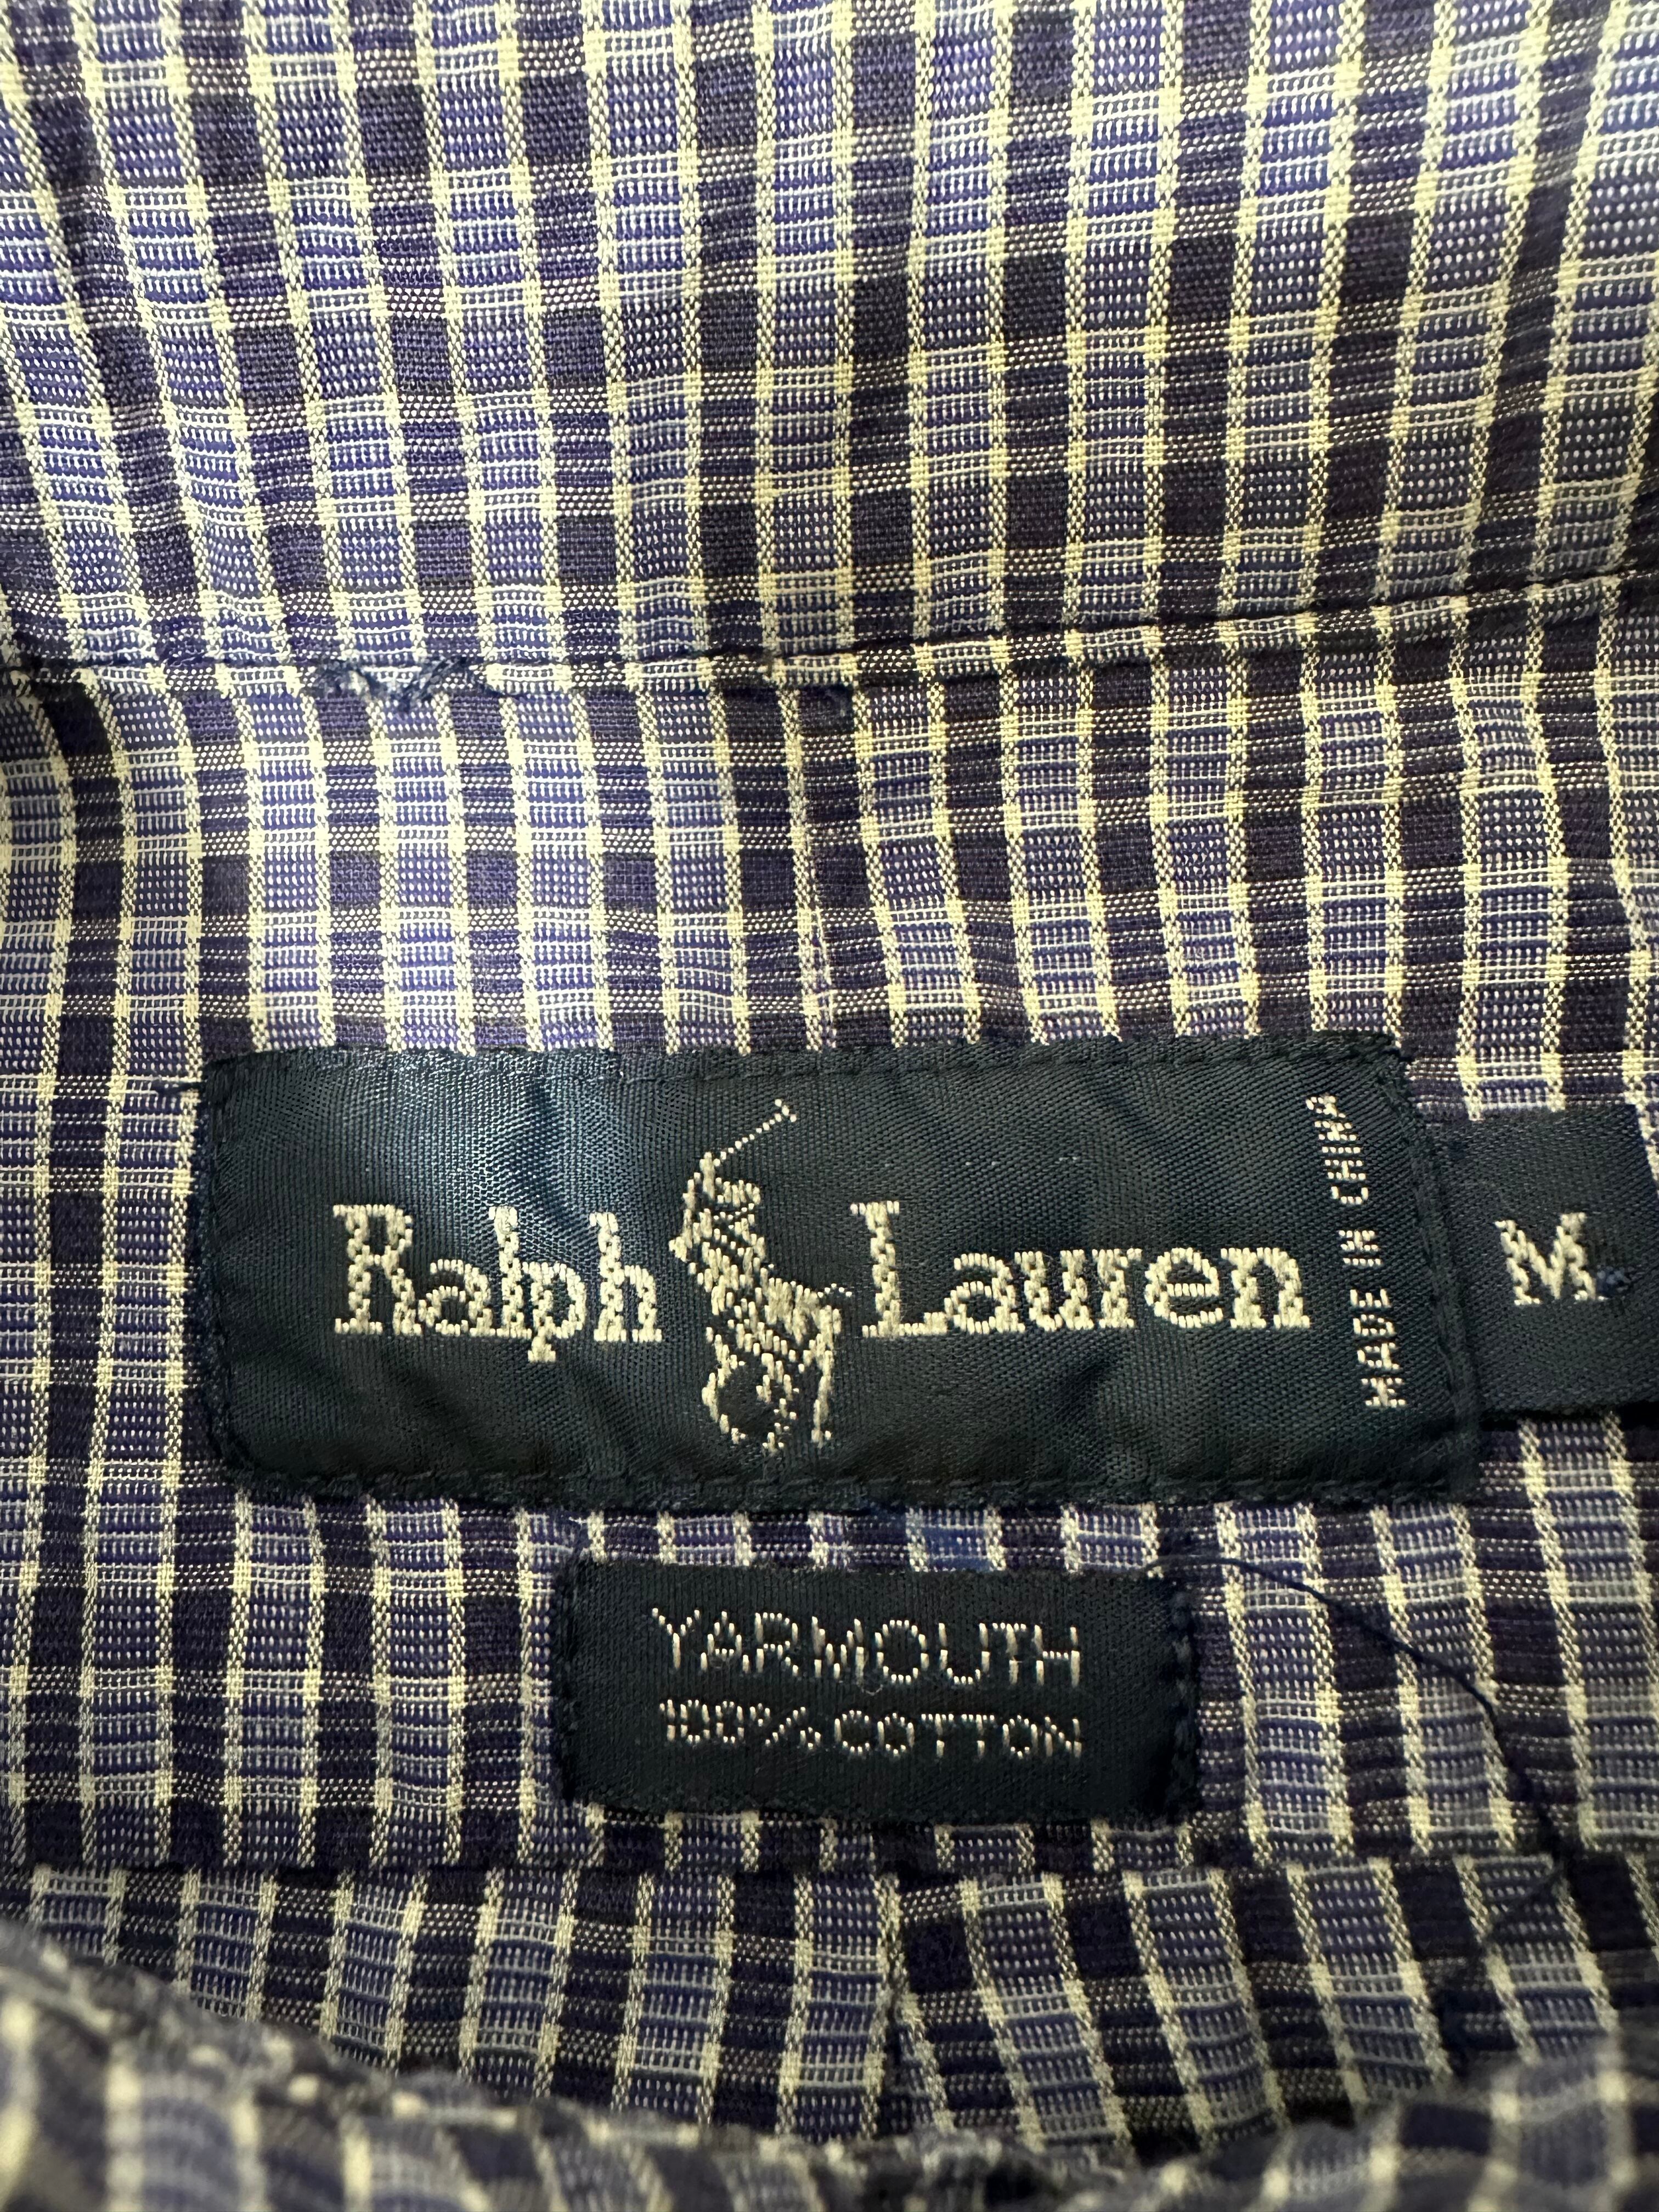 Ralph Lauren
MADE IN CHINA
M
YARMOUTH
100% COTTON